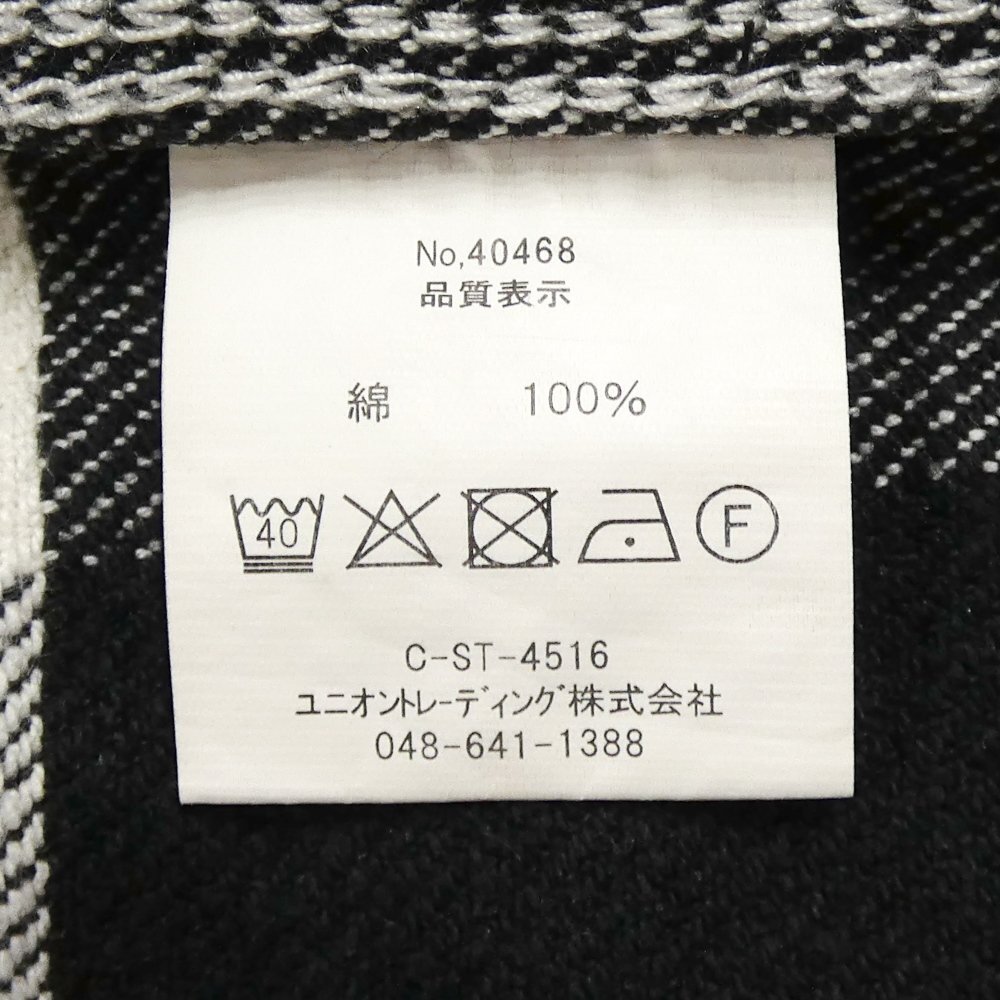 No,40468
品質表示
綿 100%
40 F
C-ST-4516
ユニオントレーディング株式会社
048-641-1388